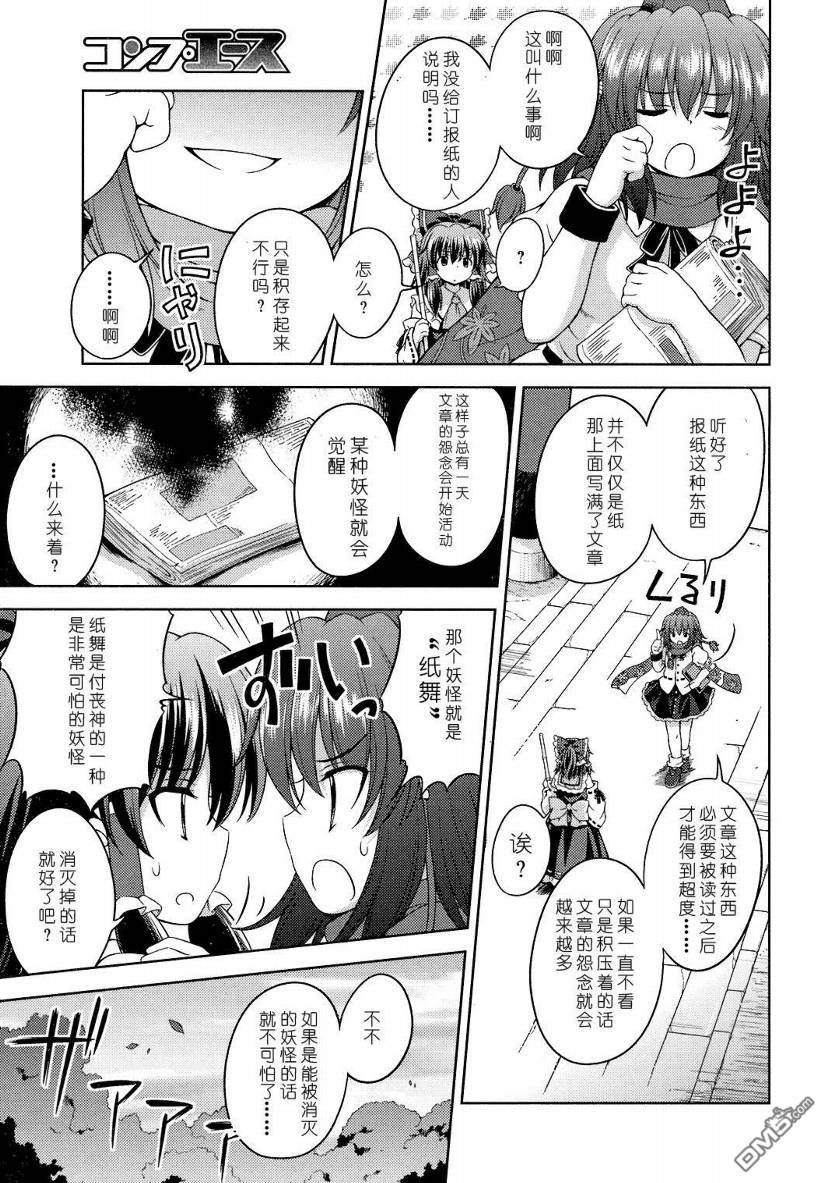 コンプ・エース
啊啊
这叫什么事啊
よよよ…
我没给订报纸的人
说明吗……
？
怎么？
只是积存起来
不行吗？
にやり
……啊啊
听好了
报纸这种东西
并不仅仅是纸
那上面写满了文章
くるり
文章这种东西
必须要被读过之后
才能得到超度……
诶？
如果一直不看
只是积压着的话
文章的怨念就会
越来越多
这样子总有一天
文章的怨念会开始活动
某种妖怪就会
觉醒
…什么来着？
那个妖怪就是
“纸舞”
ずいっ
纸舞是付丧神的一种
是非常可怕的妖怪
消灭掉的话
就好了吧？
不不
如果是能被消灭
的妖怪的话
就不可怕了……
アアア
DM5.com